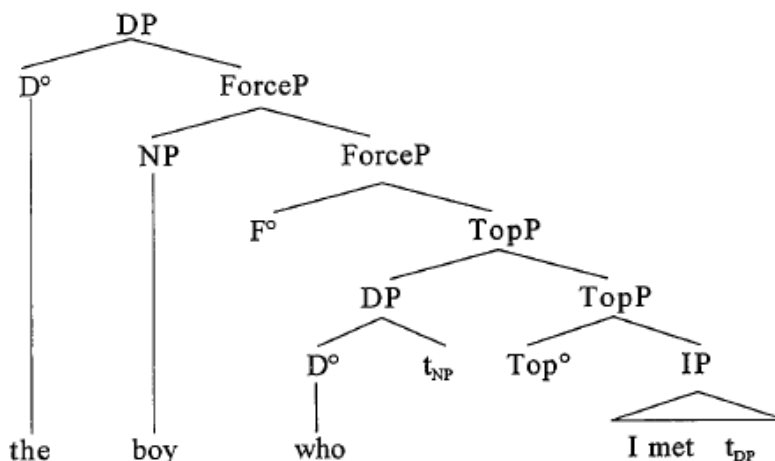 DP
D° ForceP
NP ForceP
F° TopP
DP TopP
D° t_NP Top° IP
the boy who I met t_DP